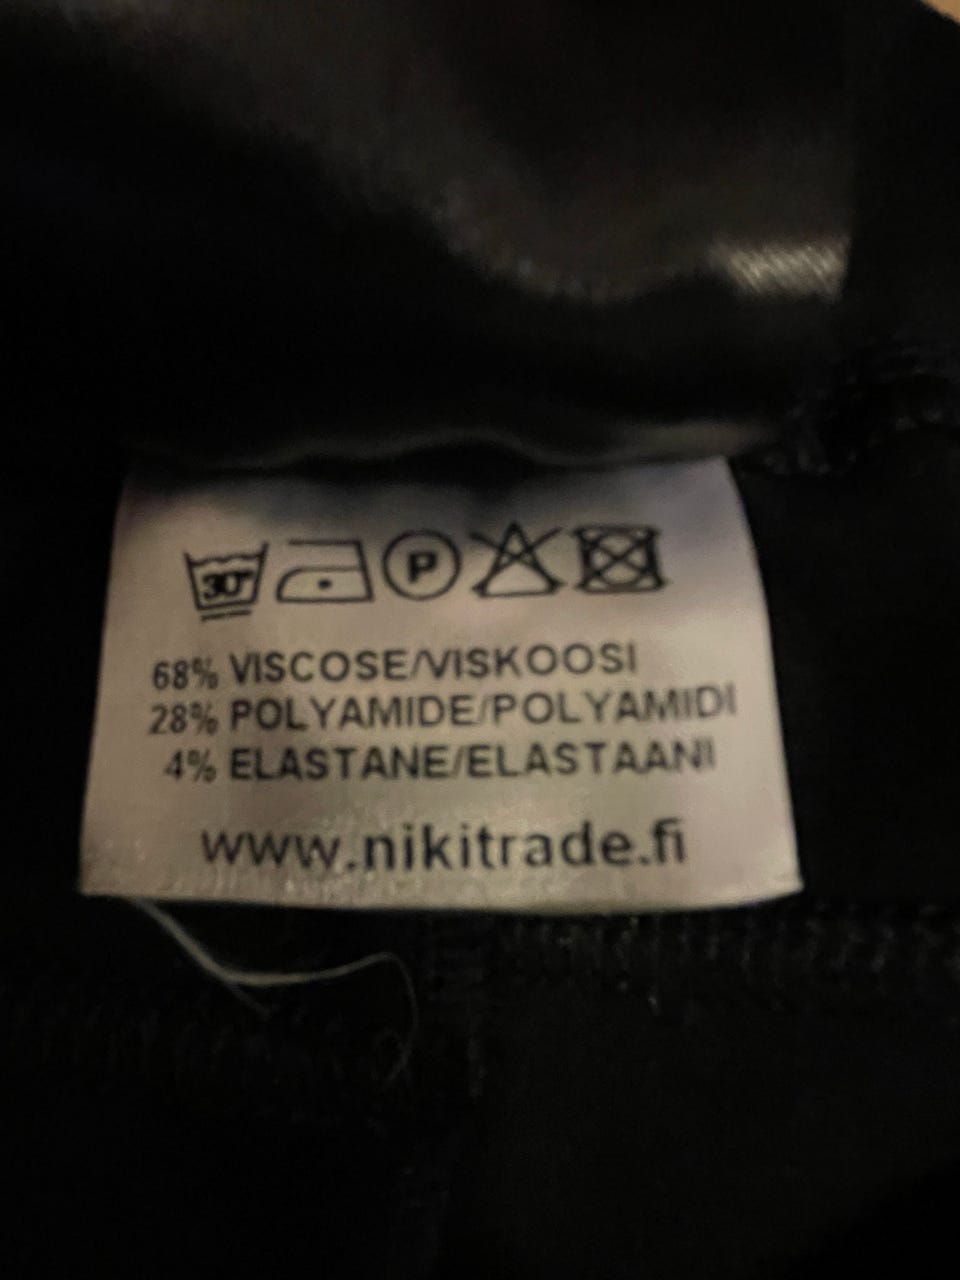 30°
P
68% VISCOSE/VISKOOSI
28% POLYAMIDE/POLYAMIDI
4% ELASTANE/ELASTAANI
www.nikitrade.fi